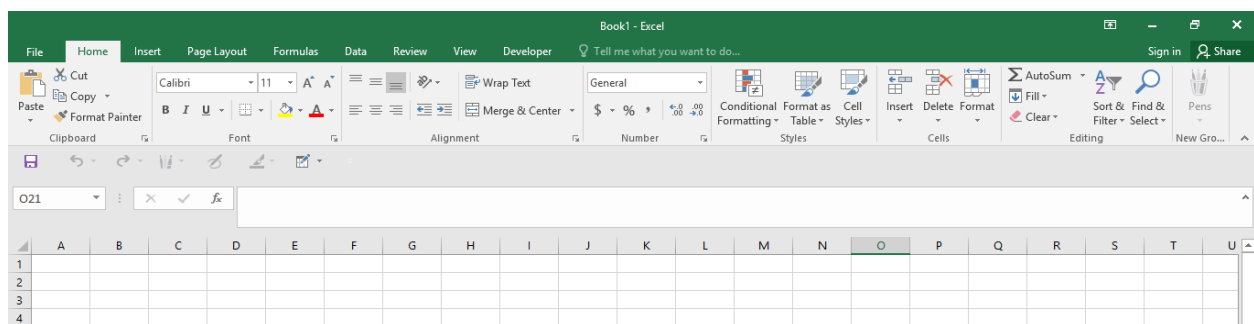 Book1 - Excel
File Home Insert Page Layout Formulas Data Review View Developer Tell me what you want to do... Sign in Share
Cut
Copy
Format Painter
Paste
Calibri 11 A A
B I U A
Wrap Text
Merge & Center
General
$ % , .0 .00 .00 .0
Conditional Formatting
Format as Table
Cell Styles
Insert Delete Format
AutoSum
Fill
Clear
Sort & Filter
Find & Select
Pens
Clipboard Font Alignment Number Styles Cells Editing New Gro...
O21 fx
A B C D E F G H I J K L M N O P Q R S T U
1
2
3
4